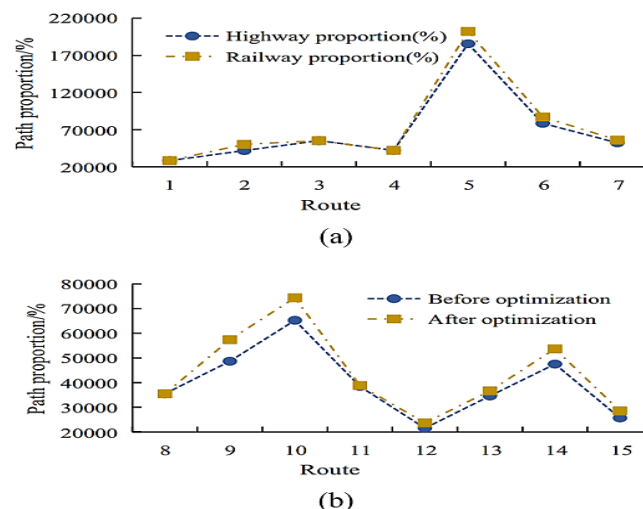 220000
170000
120000
70000
20000
Path proportion/%
Highway proportion(%)
Railway proportion(%)
1 2 3 4 5 6 7
Route
(a)
80000
70000
60000
50000
40000
30000
20000
Path proportion/%
Before optimization
After optimization
8 9 10 11 12 13 14 15
Route
(b)